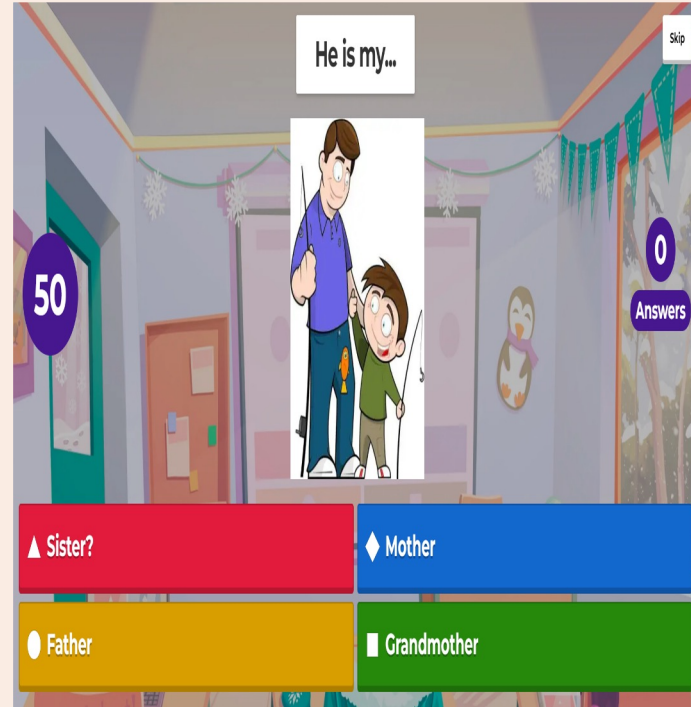 He is my...
Skip
50
0
Answers
Sister?
Mother
Father
Grandmother